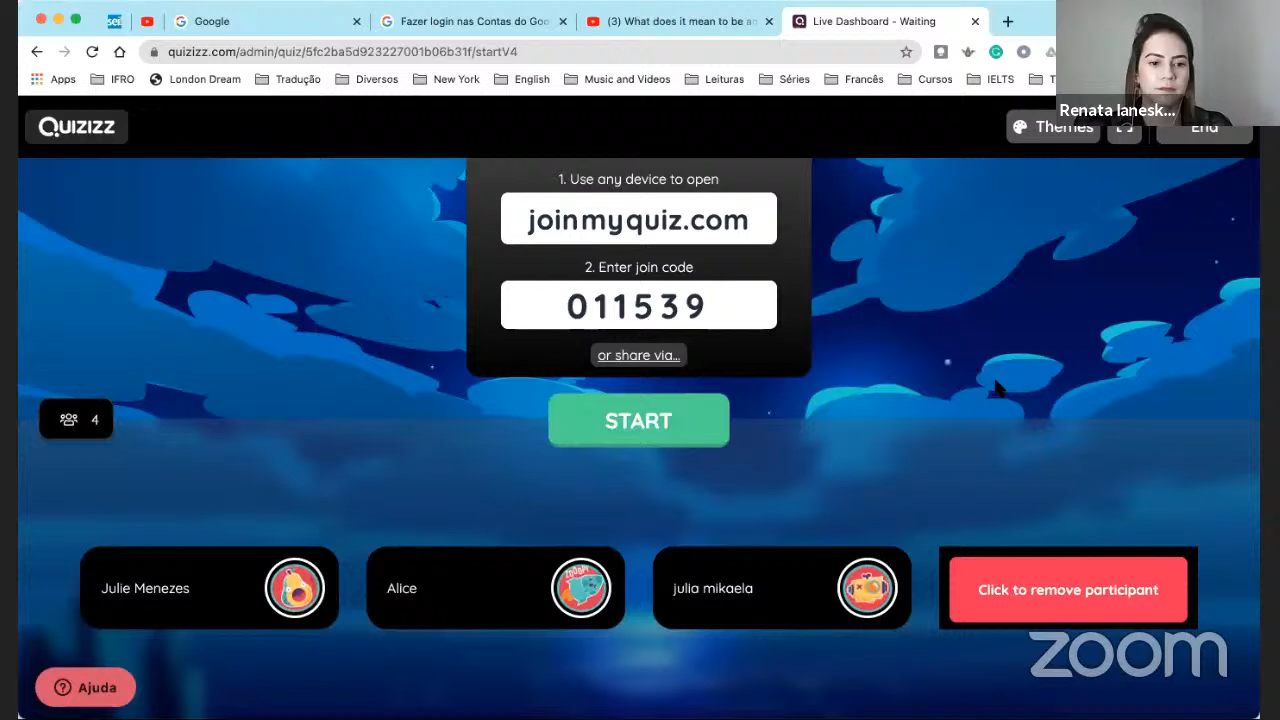 Google
Fazer login nas Contas do Goo
(3) What does it mean to be a
Live Dashboard - Waiting
quizizz.com/admin/quiz/5fc2ba5d923227001b06b31f/startV4
Apps IFRO London Dream Tradução Diversos New York English Music and Videos Leituras Séries Francês Cursos IELTS T
Renata Ianesk...
Quizizz
Themes
End
1. Use any device to open
joinmyquiz.com
2. Enter join code
011539
or share via...
START
4
Julie Menezes
Alice
ZOOM
julia mikaela
Click to remove participant
zoom
Ajuda